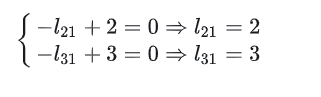 −l₂₁ + 2 = 0 ⇒ l₂₁ = 2
−l₃₁ + 3 = 0 ⇒ l₃₁ = 3